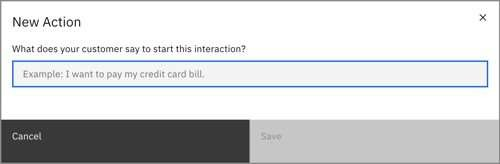 New Action
What does your customer say to start this interaction?
Example: I want to pay my credit card bill.
Cancel
Save